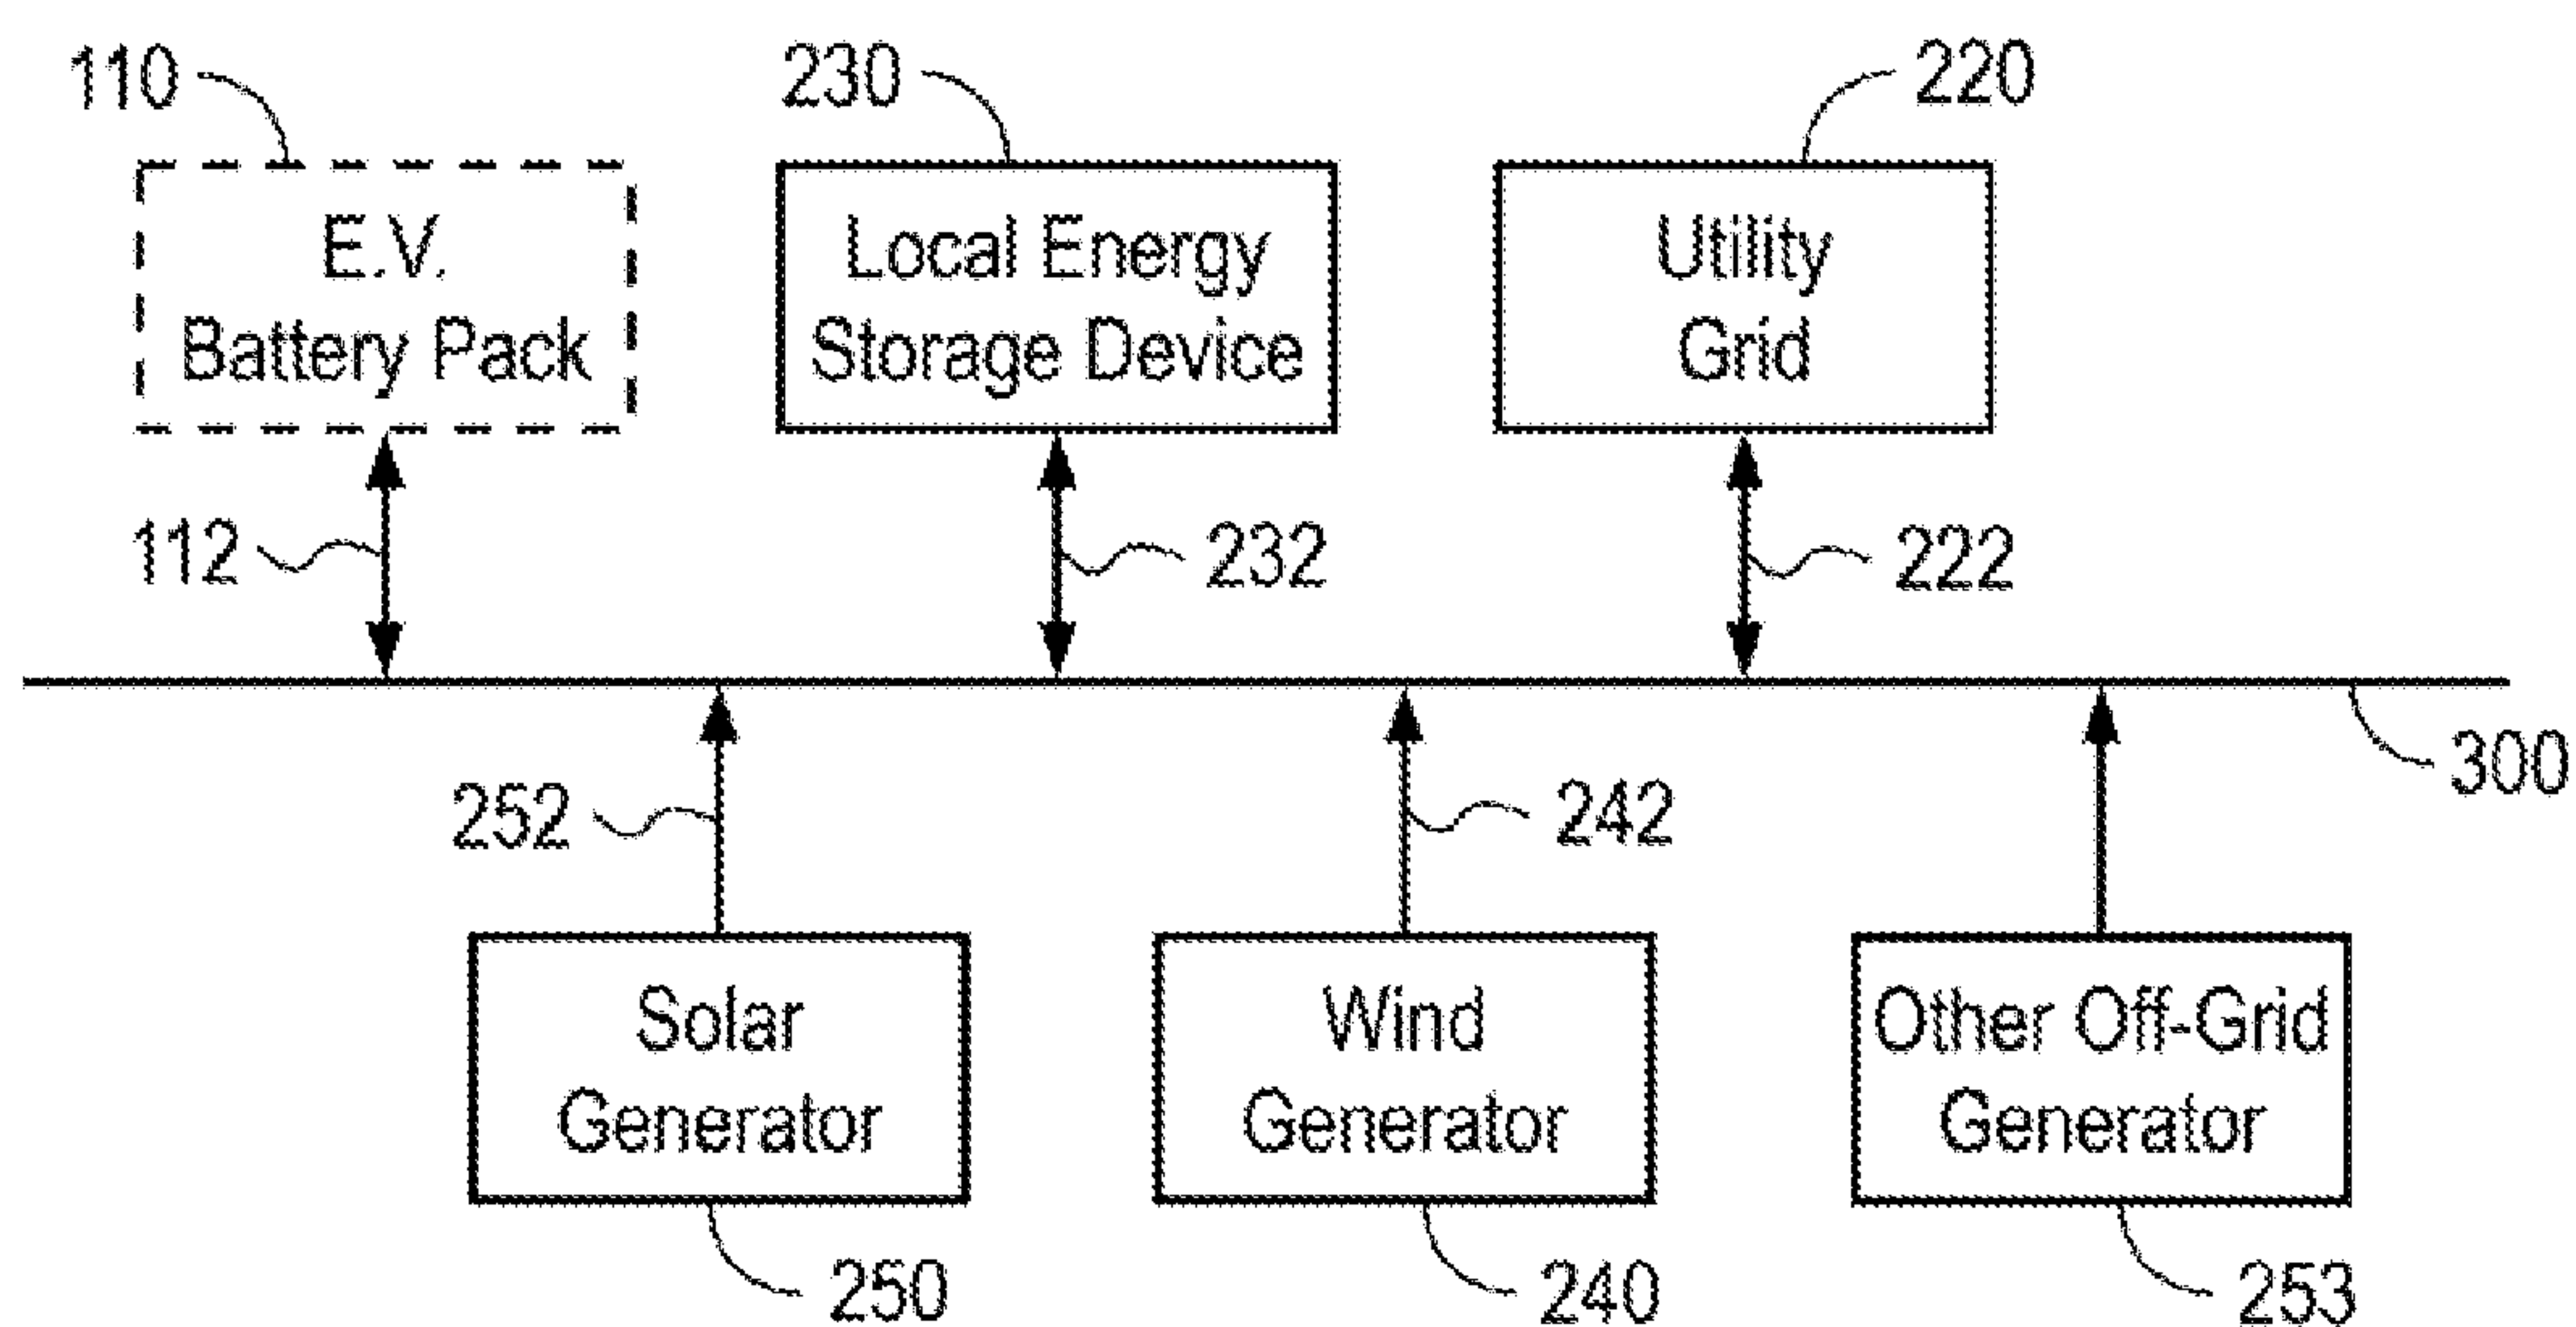 110
230
220
E.V.
Battery Pack
Local Energy
Storage Device
Utility
Grid
112
232
222
300
252
242
Solar
Generator
Wind
Generator
Other Off-Grid
Generator
250
240
253